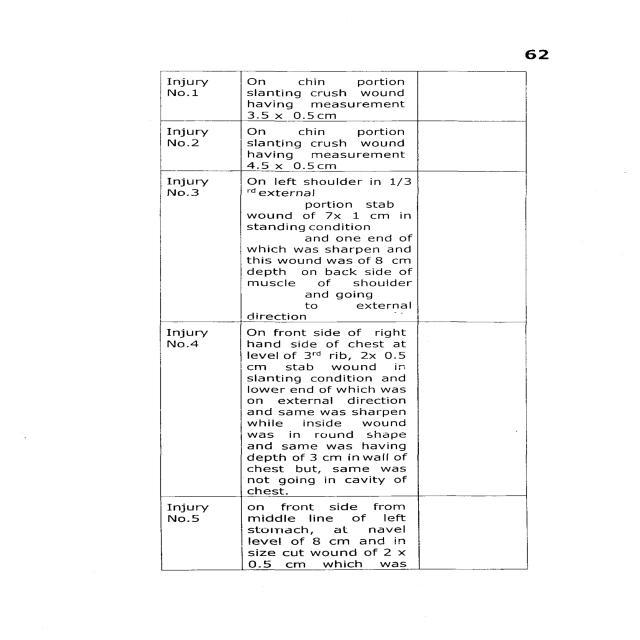 62
Injury On chin portion
No.1 slanting crush wound
having measurement
3.5 x 0.5cm
Injury On chin portion
No.2 slanting crush wound
having measurement
4.5 x 0.5cm
Injury On left shoulder in 1/3
No.3 rd external
portion stab
wound of 7x 1 cm in
standing condition
and one end of
which was sharpen and
this wound was of 8 cm
depth on back side of
muscle of shoulder
and going
to external
direction
Injury On front side of right
No.4 hand side of chest at
level of 3rd rib, 2x 0.5
cm stab wound in
slanting condition and
lower end of which was
on external direction
and same was sharpen
while inside wound
was in round shape
and same was having
depth of 3 cm in wall of
chest but, same was
not going in cavity of
chest.
Injury on front side from
No.5 middle line of left
stomach, at navel
level of 8 cm and in
size cut wound of 2 x
0.5 cm which was